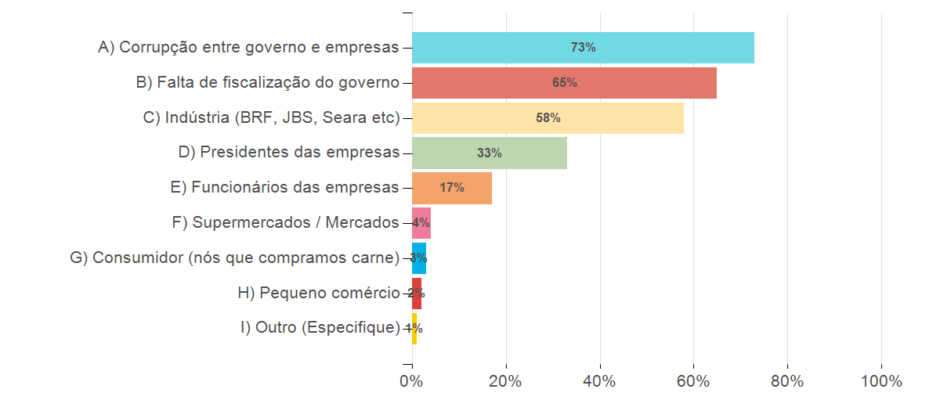 A) Corrupção entre governo e empresas 73%
B) Falta de fiscalização do governo 65%
C) Indústria (BRF, JBS, Seara etc) 58%
D) Presidentes das empresas 33%
E) Funcionários das empresas 17%
F) Supermercados / Mercados 4%
G) Consumidor (nós que compramos carne) 3%
H) Pequeno comércio 2%
I) Outro (Especifique) 1%
0% 20% 40% 60% 80% 100%